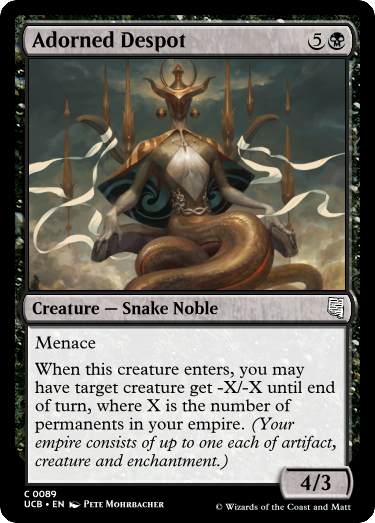 Adorned Despot 5
Creature — Snake Noble
Menace
When this creature enters, you may
have target creature get -X/-X until end
of turn, where X is the number of
permanents in your empire. (Your
empire consists of up to one each of artifact,
creature and enchantment.)
4/3
C 0089
UCB • EN Pete Mohrbacher
© Wizards of the Coast and Matt